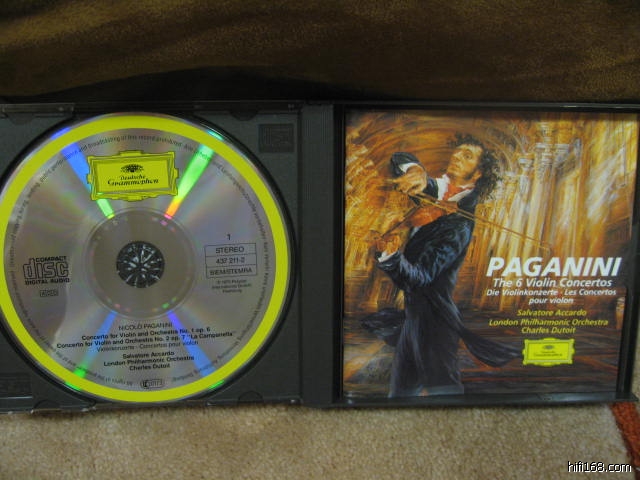 Deutsche
Grammophon
COMPACT
disc
DIGITAL AUDIO
1
STEREO
437 211-2
BIEM/STEMRA
NICOLÒ PAGANINI
Concerto for Violin and Orchestra No. 1 op. 6
Concerto for Violin and Orchestra No. 2 op. 7 "La Campanella"
Violinkonzerte · Concertos pour violon
Salvatore Accardo
London Philharmonic Orchestra
Charles Dutoit
PAGANINI
The 6 Violin Concertos
Die Violinkonzerte · Les Concertos
pour violon
Salvatore Accardo
London Philharmonic Orchestra
Charles Dutoit
hifi168.com